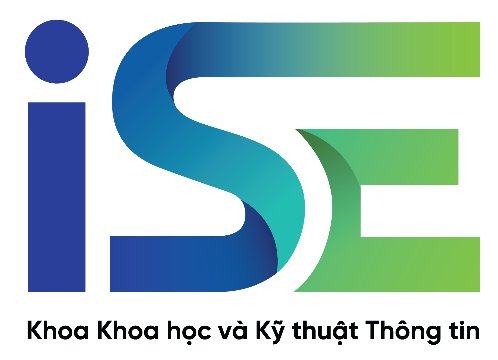 iSE
Khoa Khoa học và Kỹ thuật Thông tin